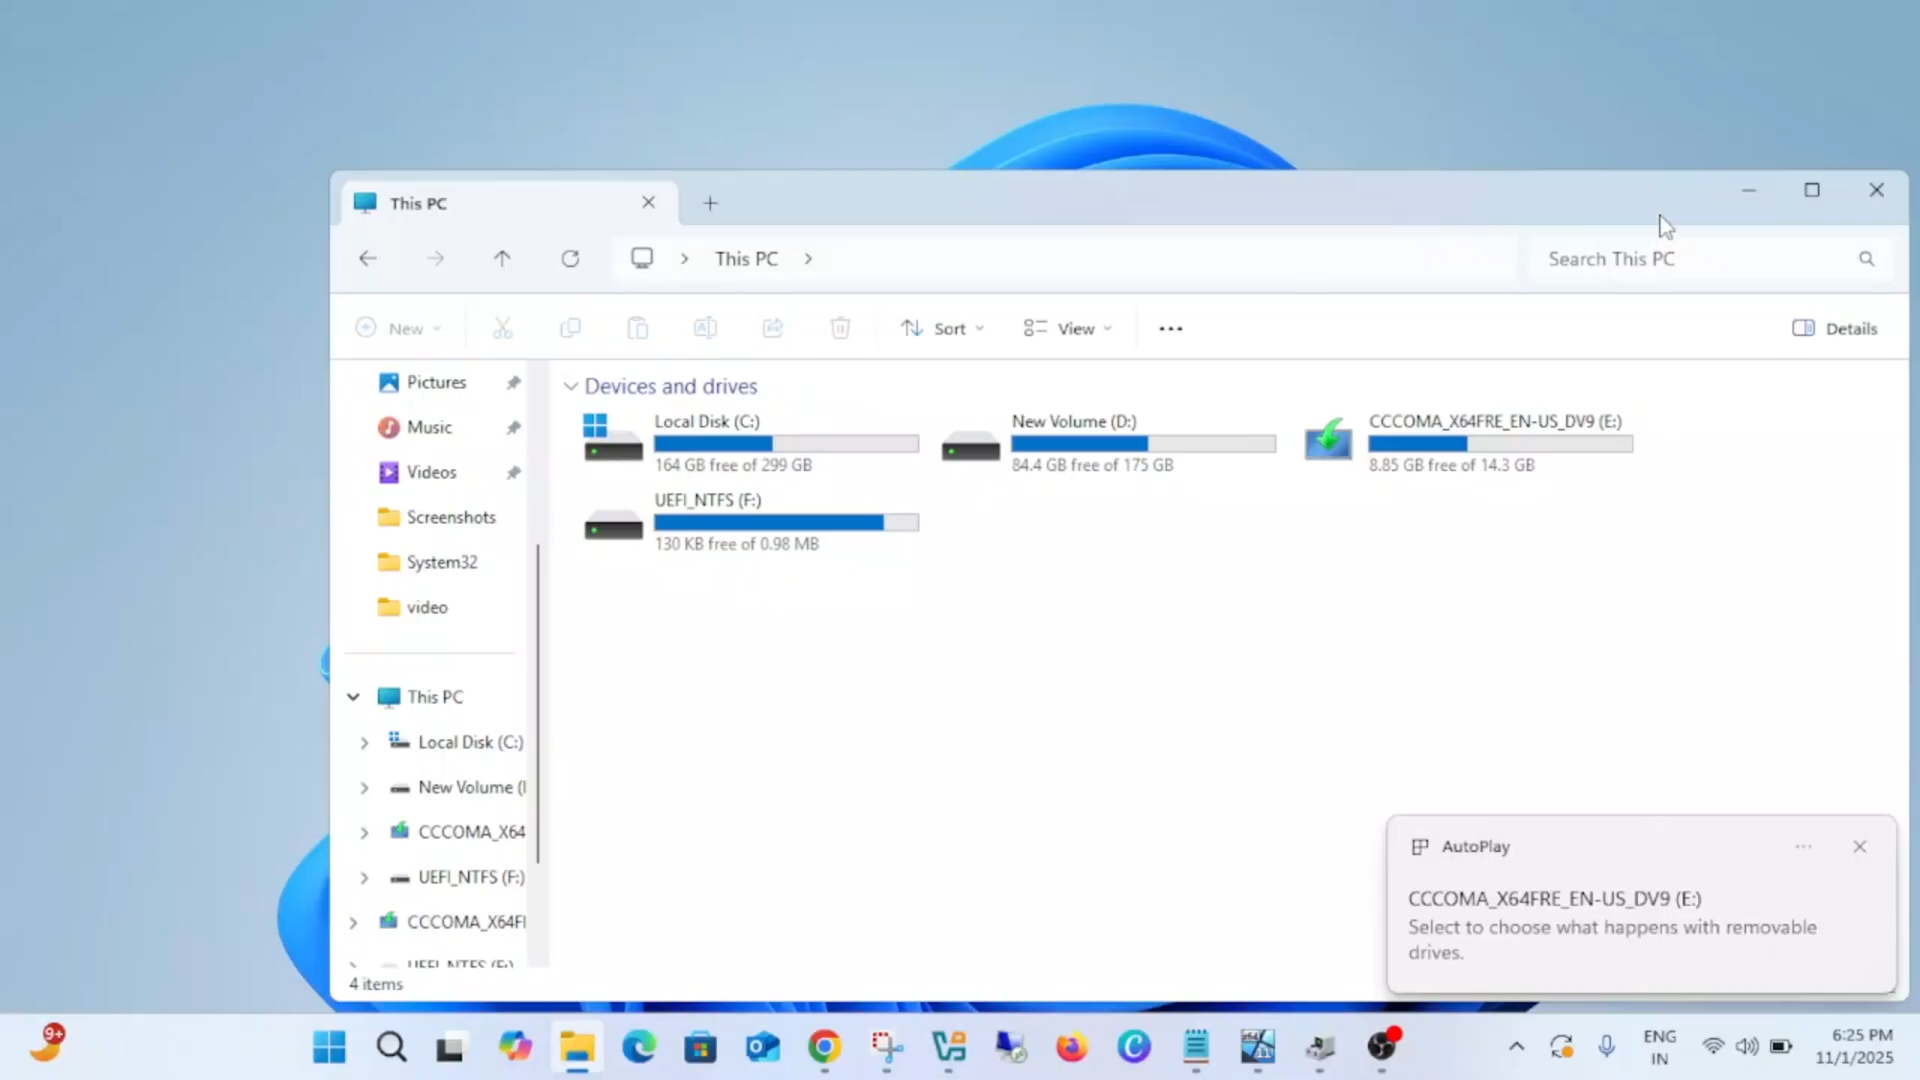 This PC
This PC
Search This PC
New
Sort
View
Details
Pictures
Music
Videos
Screenshots
System32
video
This PC
Local Disk (C:)
New Volume (
CCCOMA_X64
UEFI_NTFS (F:)
CCCOMA_X64F
UEFI_NTFS (F:)
4 items
Devices and drives
Local Disk (C:)
164 GB free of 299 GB
New Volume (D:)
84.4 GB free of 175 GB
CCCOMA_X64FRE_EN-US_DV9 (E:)
8.85 GB free of 14.3 GB
UEFI_NTFS (F:)
130 KB free of 0.98 MB
AutoPlay
CCCOMA_X64FRE_EN-US_DV9 (E:)
Select to choose what happens with removable
drives.
9+
ENG
IN
6:25 PM
11/1/2025